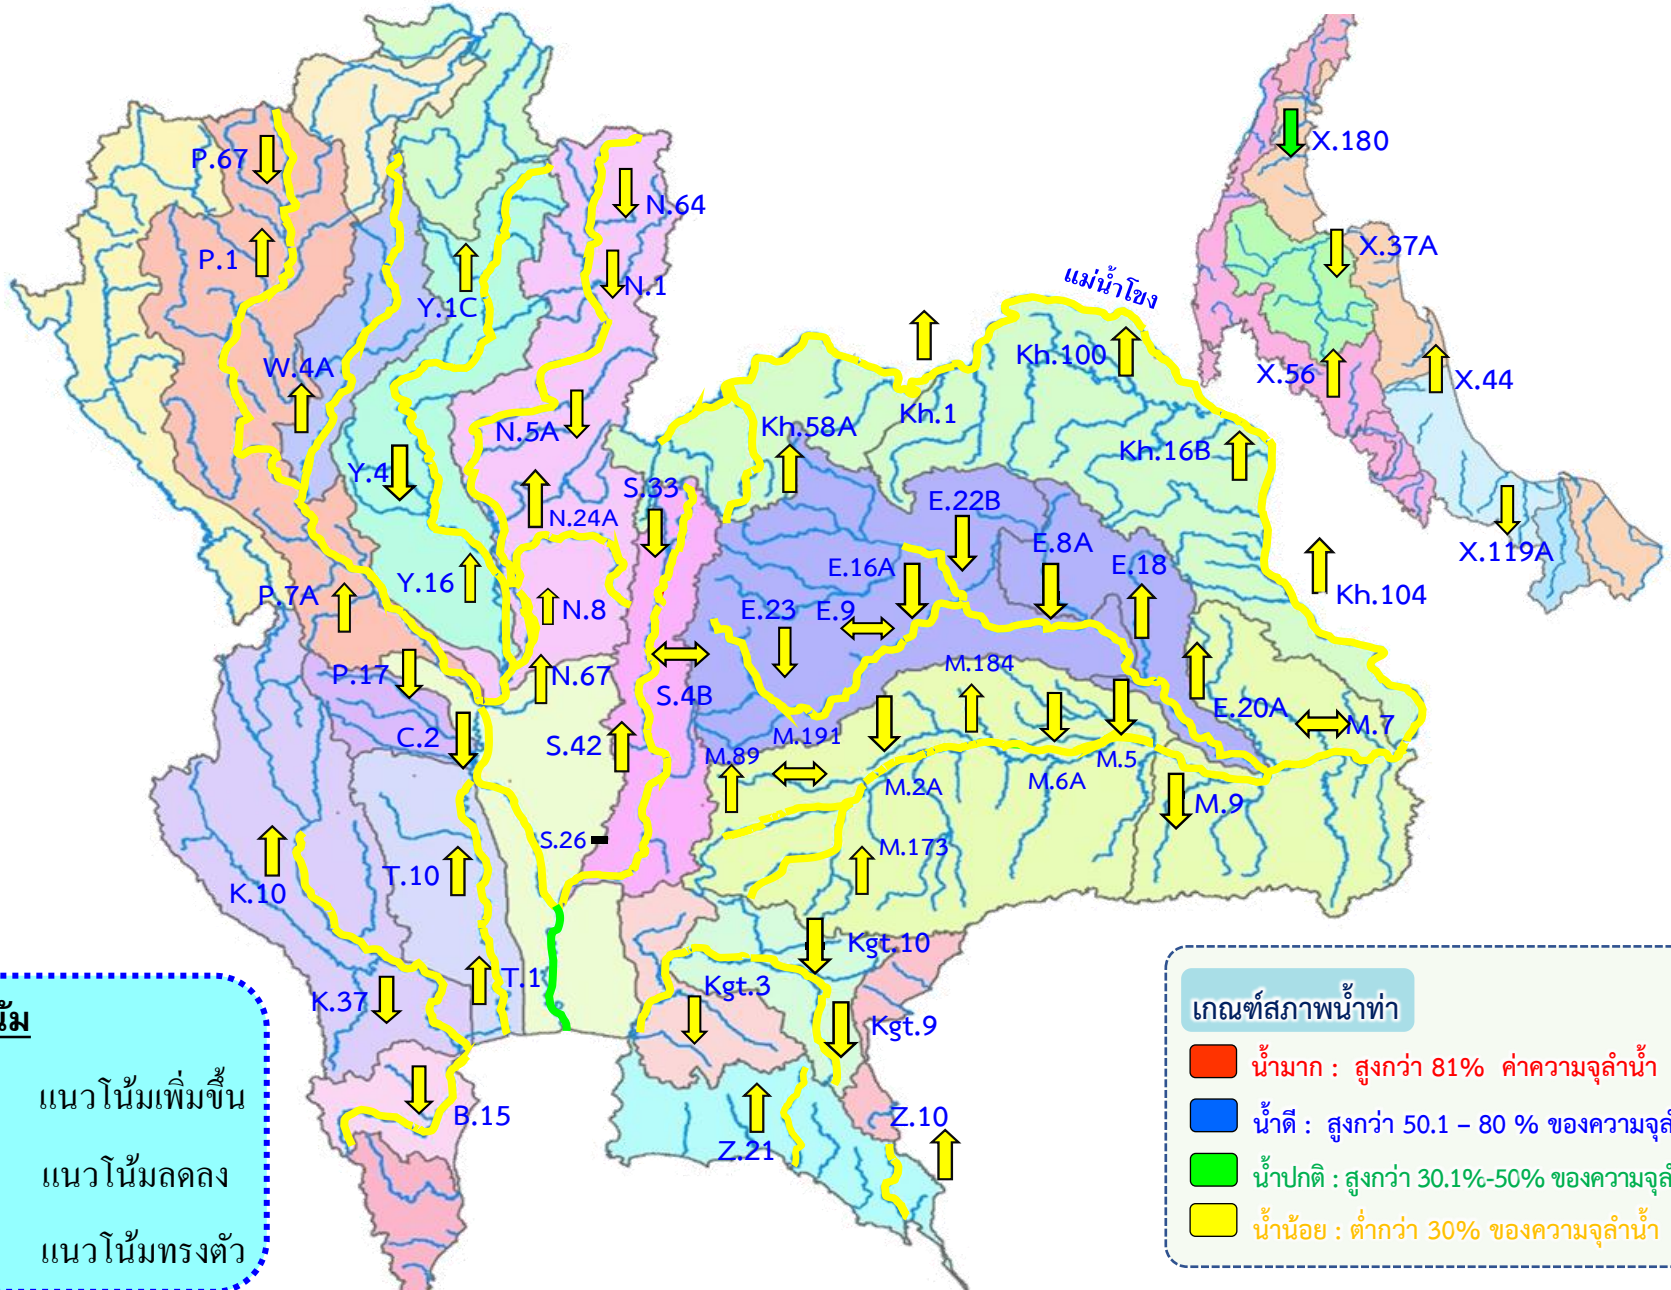 P.67
X.180
N.64
P.1
X.37A
N.1
Y.1C
แม่น้ำโขง
Kh.100
W.4A
X.56
X.44
Kh.1
Kh.58A
N.5A
Kh.16B
Y.4
S.33
E.22B
N.24A
E.8A
X.119A
E.16A
E.18
Y.16
P.7A
Kh.104
E.23
E.9
N.8
M.184
P.17
N.67
S.4B
E.20A
M.7
C.2
S.42
M.191
M.89
M.5
M.2A
M.6A
M.9
S.26
M.173
T.10
K.10
Kgt.10
T.1
Kgt.3
K.37
Kgt.9
B.15
Z.10
Z.21
แนวโน้มเพิ่มขึ้น
แนวโน้มลดลง
แนวโน้มทรงตัว
เกณฑ์สภาพน้ำท่า
น้ำมาก : สูงกว่า 81% ค่าความจุลำน้ำ
น้ำดี : สูงกว่า 50.1 – 80 % ของความจุลำ
น้ำปกติ : สูงกว่า 30.1%-50% ของความจุลำ
น้ำน้อย : ต่ำกว่า 30% ของความจุลำน้ำ